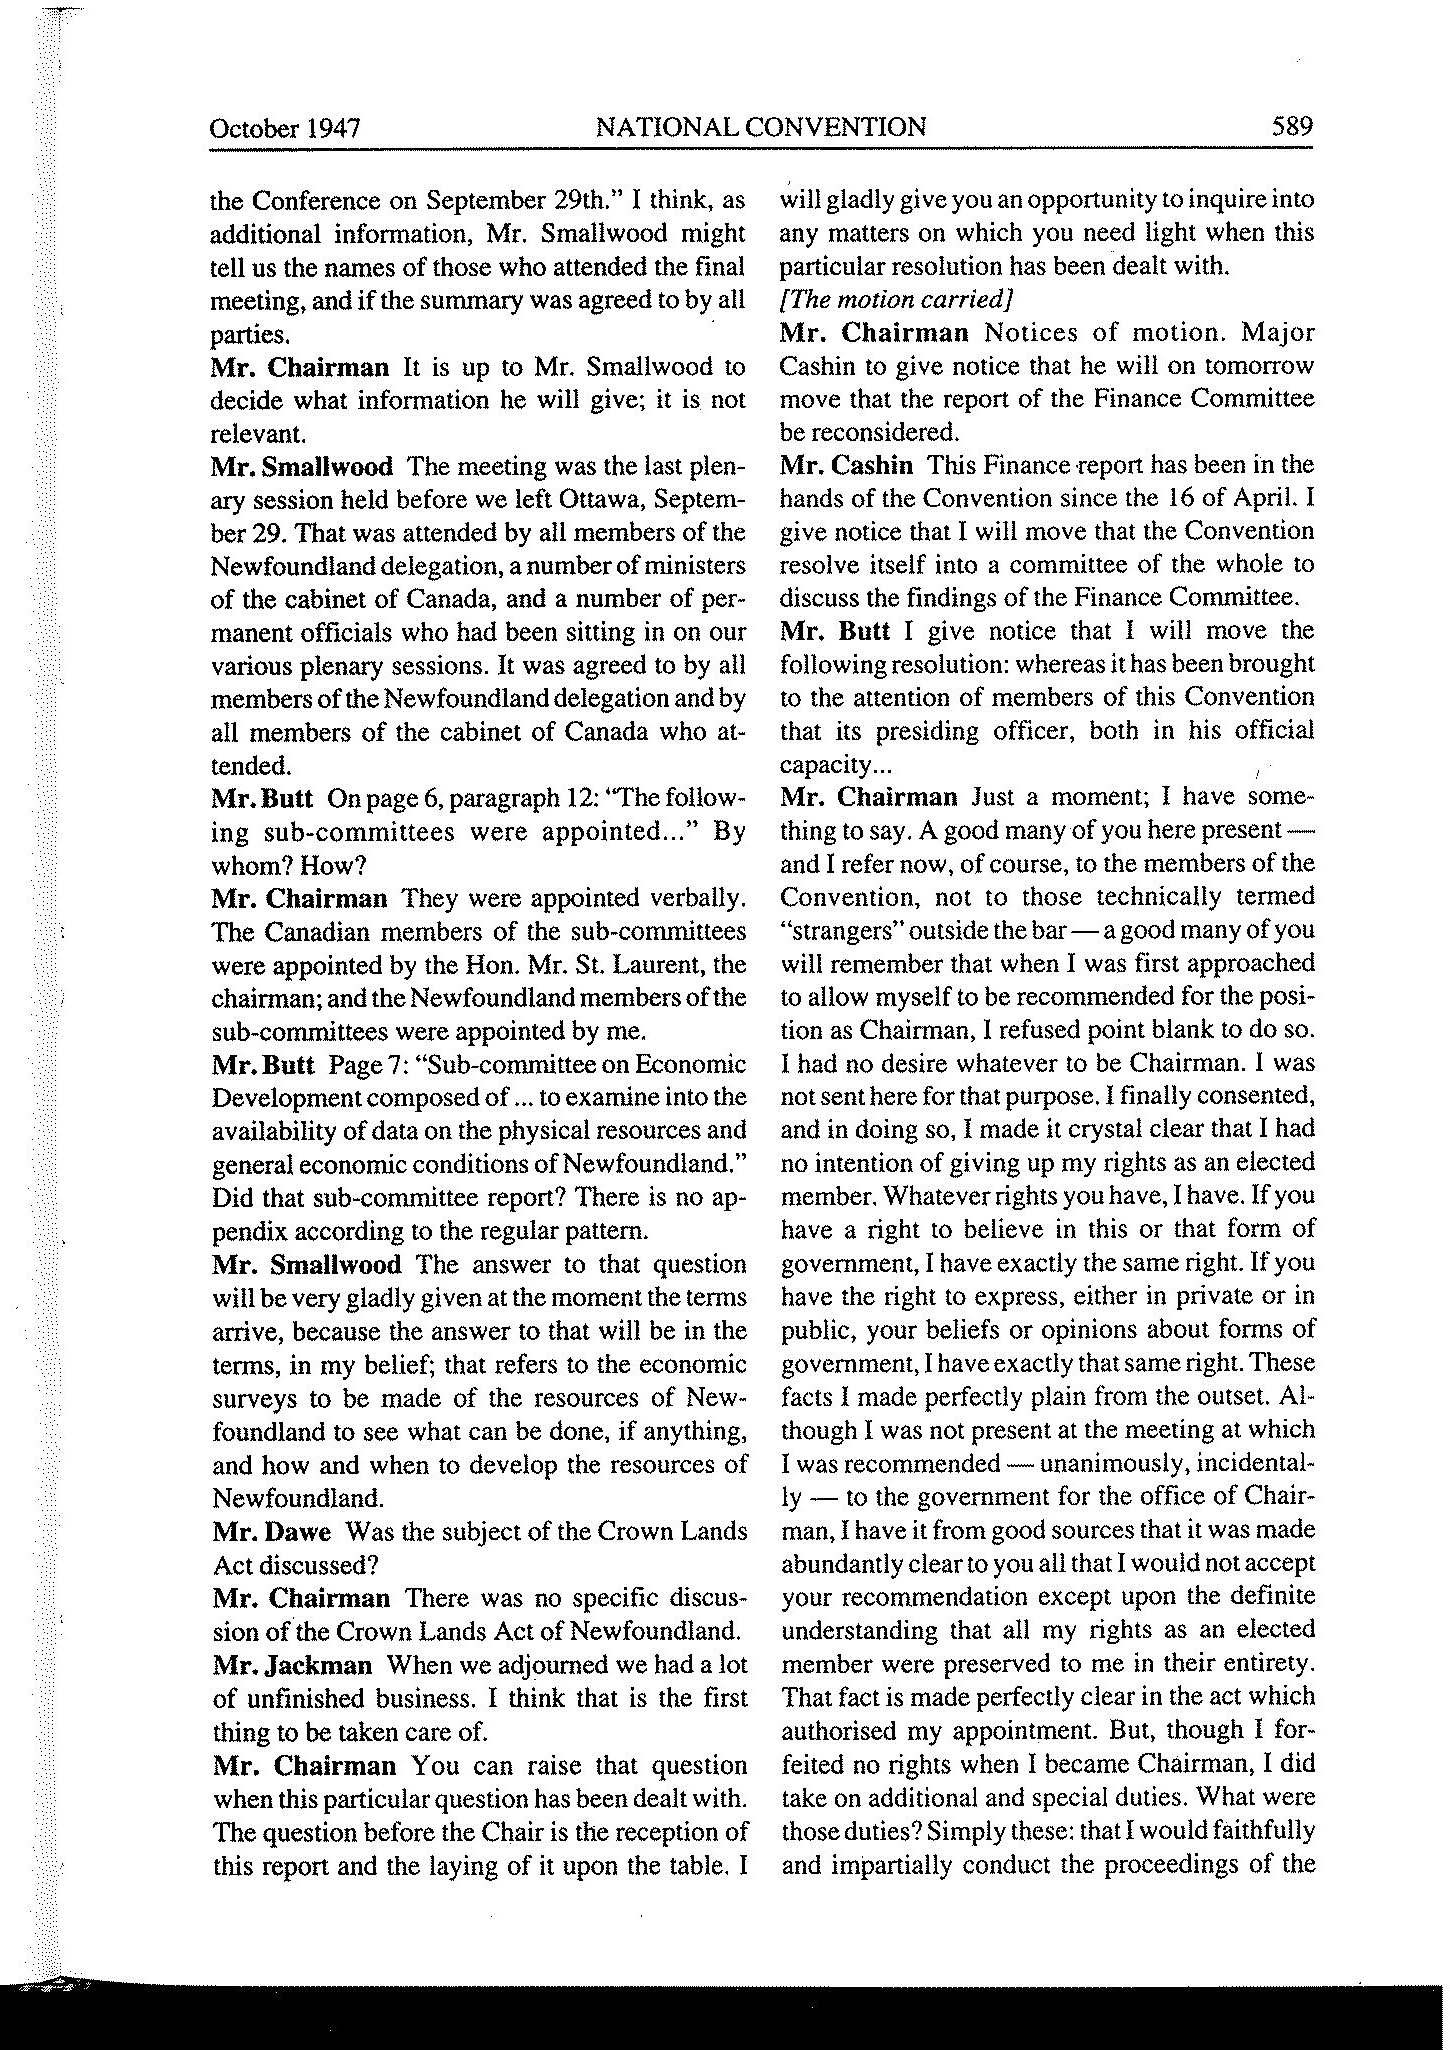 October 1947
NATIONAL CONVENTION
589
the Conference on September 29th.” I think, as
additional information, Mr. Smallwood might
tell us the names of those who attended the final
meeting, and if the summary was agreed to by all
parties.
Mr. Chairman It is up to Mr. Smallwood to
decide what information he will give; it is not
relevant.
Mr. Smallwood The meeting was the last plen-
ary session held before we left Ottawa, Septem-
ber 29. That was attended by all members of the
Newfoundland delegation, a number of ministers
of the cabinet of Canada, and a number of per-
manent officials who had been sitting in on our
various plenary sessions. It was agreed to by all
members of the Newfoundland delegation and by
all members of the cabinet of Canada who at-
tended.
Mr. Butt On page 6, paragraph 12: “The follow-
ing sub-committees were appointed...” By
whom? How?
Mr. Chairman They were appointed verbally.
The Canadian members of the sub-committees
were appointed by the Hon. Mr. St. Laurent, the
chairman; and the Newfoundland members of the
sub-committees were appointed by me.
Mr. Butt Page 7: “Sub-committee on Economic
Development composed of ... to examine into the
availability of data on the physical resources and
general economic conditions of Newfoundland.”
Did that sub-committee report? There is no ap-
pendix according to the regular pattern.
Mr. Smallwood The answer to that question
will be very gladly given at the moment the terms
arrive, because the answer to that will be in the
terms, in my belief; that refers to the economic
surveys to be made of the resources of New-
foundland to see what can be done, if anything,
and how and when to develop the resources of
Newfoundland.
Mr. Dawe Was the subject of the Crown Lands
Act discussed?
Mr. Chairman There was no specific discus-
sion of the Crown Lands Act of Newfoundland.
Mr. Jackman When we adjourned we had a lot
of unfinished business. I think that is the first
thing to be taken care of.
Mr. Chairman You can raise that question
when this particular question has been dealt with.
The question before the Chair is the reception of
this report and the laying of it upon the table. I
will gladly give you an opportunity to inquire into
any matters on which you need light when this
particular resolution has been dealt with.
[The motion carried]
Mr. Chairman Notices of motion. Major
Cashin to give notice that he will on tomorrow
move that the report of the Finance Committee
be reconsidered.
Mr. Cashin This Finance report has been in the
hands of the Convention since the 16 of April. I
give notice that I will move that the Convention
resolve itself into a committee of the whole to
discuss the findings of the Finance Committee.
Mr. Butt I give notice that I will move the
following resolution: whereas it has been brought
to the attention of members of this Convention
that its presiding officer, both in his official
capacity...
Mr. Chairman Just a moment; I have some-
thing to say. A good many of you here present —
and I refer now, of course, to the members of the
Convention, not to those technically termed
“strangers” outside the bar — a good many of you
will remember that when I was first approached
to allow myself to be recommended for the posi-
tion as Chairman, I refused point blank to do so.
I had no desire whatever to be Chairman. I was
not sent here for that purpose. I finally consented,
and in doing so, I made it crystal clear that I had
no intention of giving up my rights as an elected
member. Whatever rights you have, I have. If you
have a right to believe in this or that form of
government, I have exactly the same right. If you
have the right to express, either in private or in
public, your beliefs or opinions about forms of
government, I have exactly that same right. These
facts I made perfectly plain from the outset. Al-
though I was not present at the meeting at which
I was recommended — unanimously, incidental-
ly — to the government for the office of Chair-
man, I have it from good sources that it was made
abundantly clear to you all that I would not accept
your recommendation except upon the definite
understanding that all my rights as an elected
member were preserved to me in their entirety.
That fact is made perfectly clear in the act which
authorised my appointment. But, though I for-
feited no rights when I became Chairman, I did
take on additional and special duties. What were
those duties? Simply these: that I would faithfully
and impartially conduct the proceedings of the